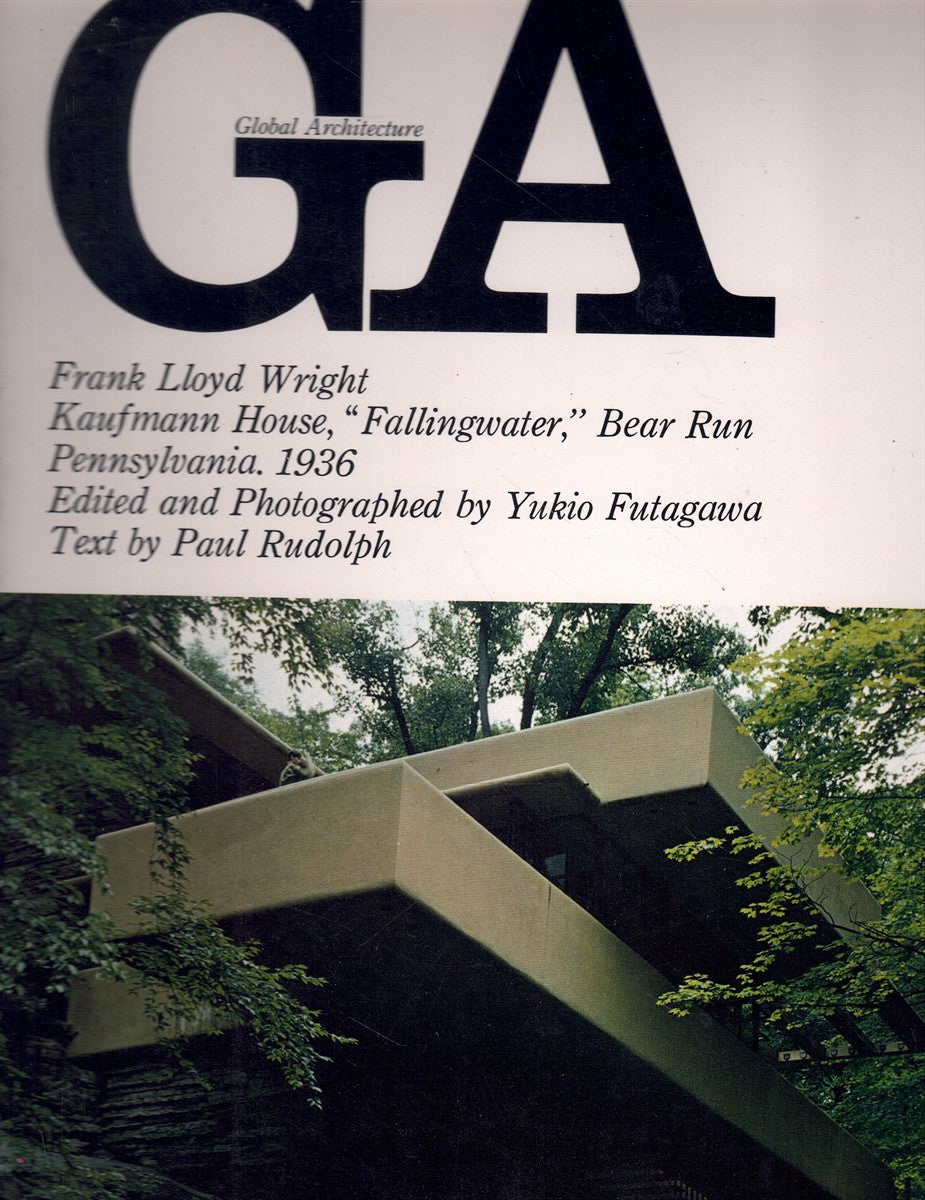 GA
Global Architecture
Frank Lloyd Wright
Kaufmann House, “Fallingwater,” Bear Run
Pennsylvania. 1936
Edited and Photographed by Yukio Futagawa
Text by Paul Rudolph